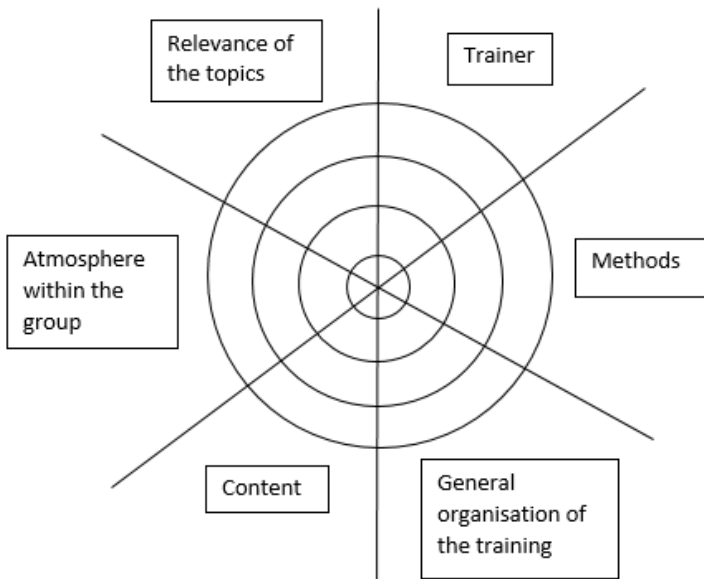 Relevance of
the topics
Trainer
Atmosphere
within the
group
Methods
Content
General
organisation of
the training